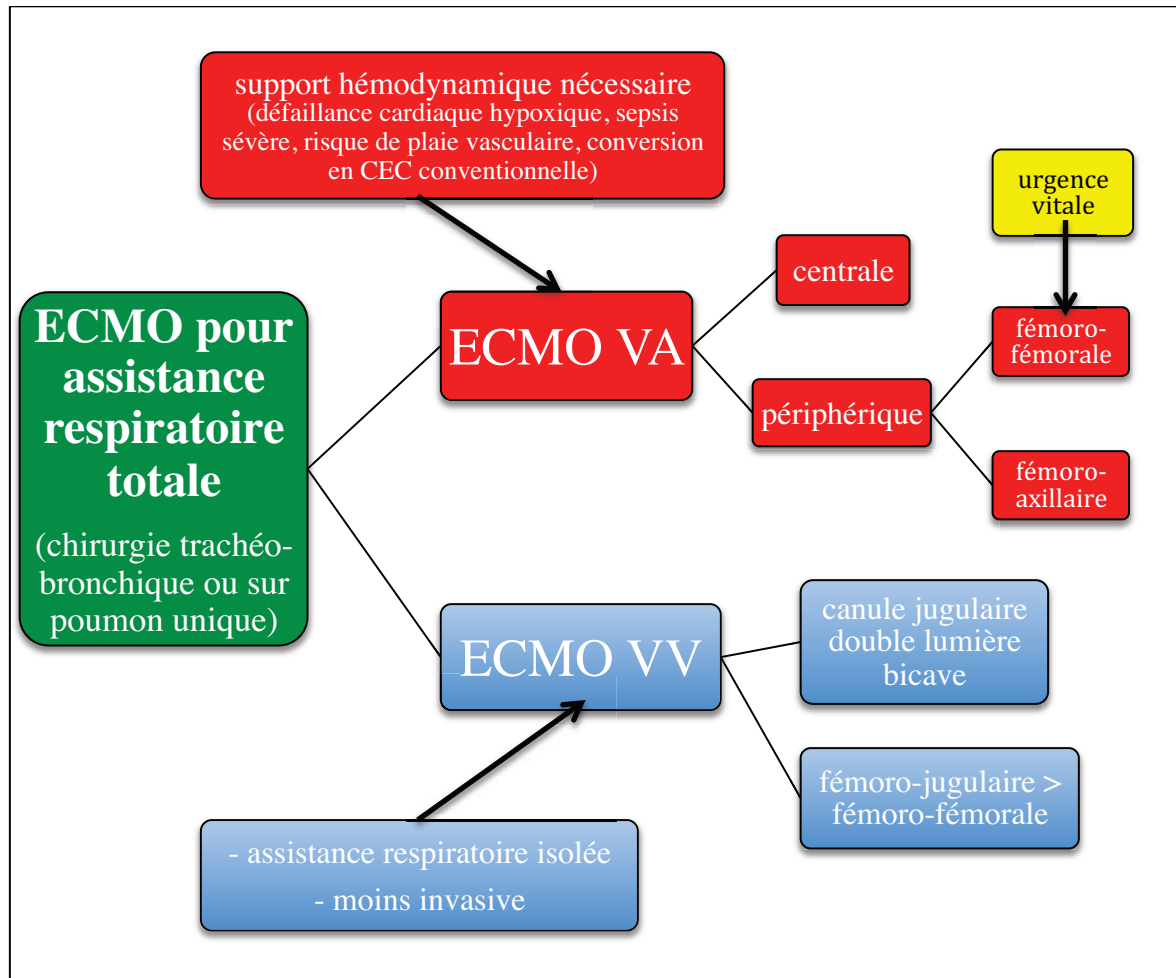 support hémodynamique nécessaire
(défaillance cardiaque hypoxique, sepsis
sévère, risque de plaie vasculaire, conversion
en CEC conventionnelle)
urgence
vitale
centrale
ECMO pour
assistance
respiratoire
totale
(chirurgie trachéo-
bronchique ou sur
poumon unique)
ECMO VA
fémoro-
fémorale
périphérique
fémoro-
axillaire
ECMO VV
canule jugulaire
double lumière
bicave
fémoro-jugulaire >
fémoro-fémorale
- assistance respiratoire isolée
- moins invasive